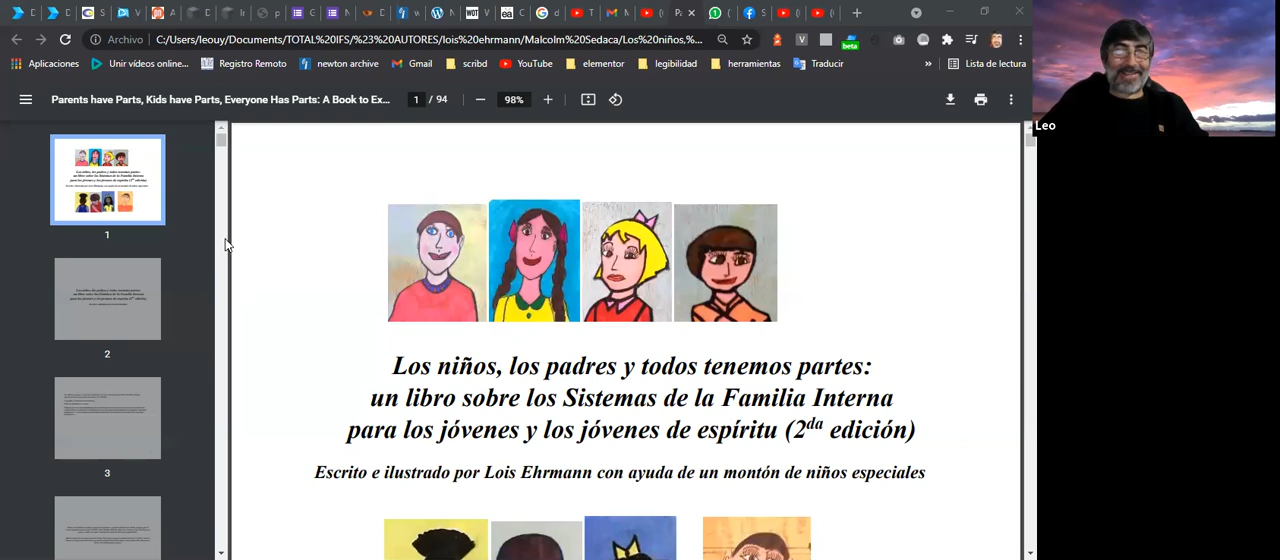 Archivo C:/Users/leouy/Documents/TOTAL%20IFS/%23%20AUTORES/lois%20ehrmann/Malcolm%20Sedaca/Los%20niños,%...
beta
Aplicaciones Unir vídeos online... Registro Remoto newton archive Gmail scribd YouTube elementor legibilidad herramientas Traducir » Lista de lectura
Parents have Parts, Kids have Parts, Everyone Has Parts: A Book to Ex... 1 / 94 — 98% +
Leo
1
2
3
Los niños, los padres y todos tenemos partes:
un libro sobre los Sistemas de la Familia Interna
para los jóvenes y los jóvenes de espíritu (2da edición)
Escrito e ilustrado por Lois Ehrmann con ayuda de un montón de niños especiales